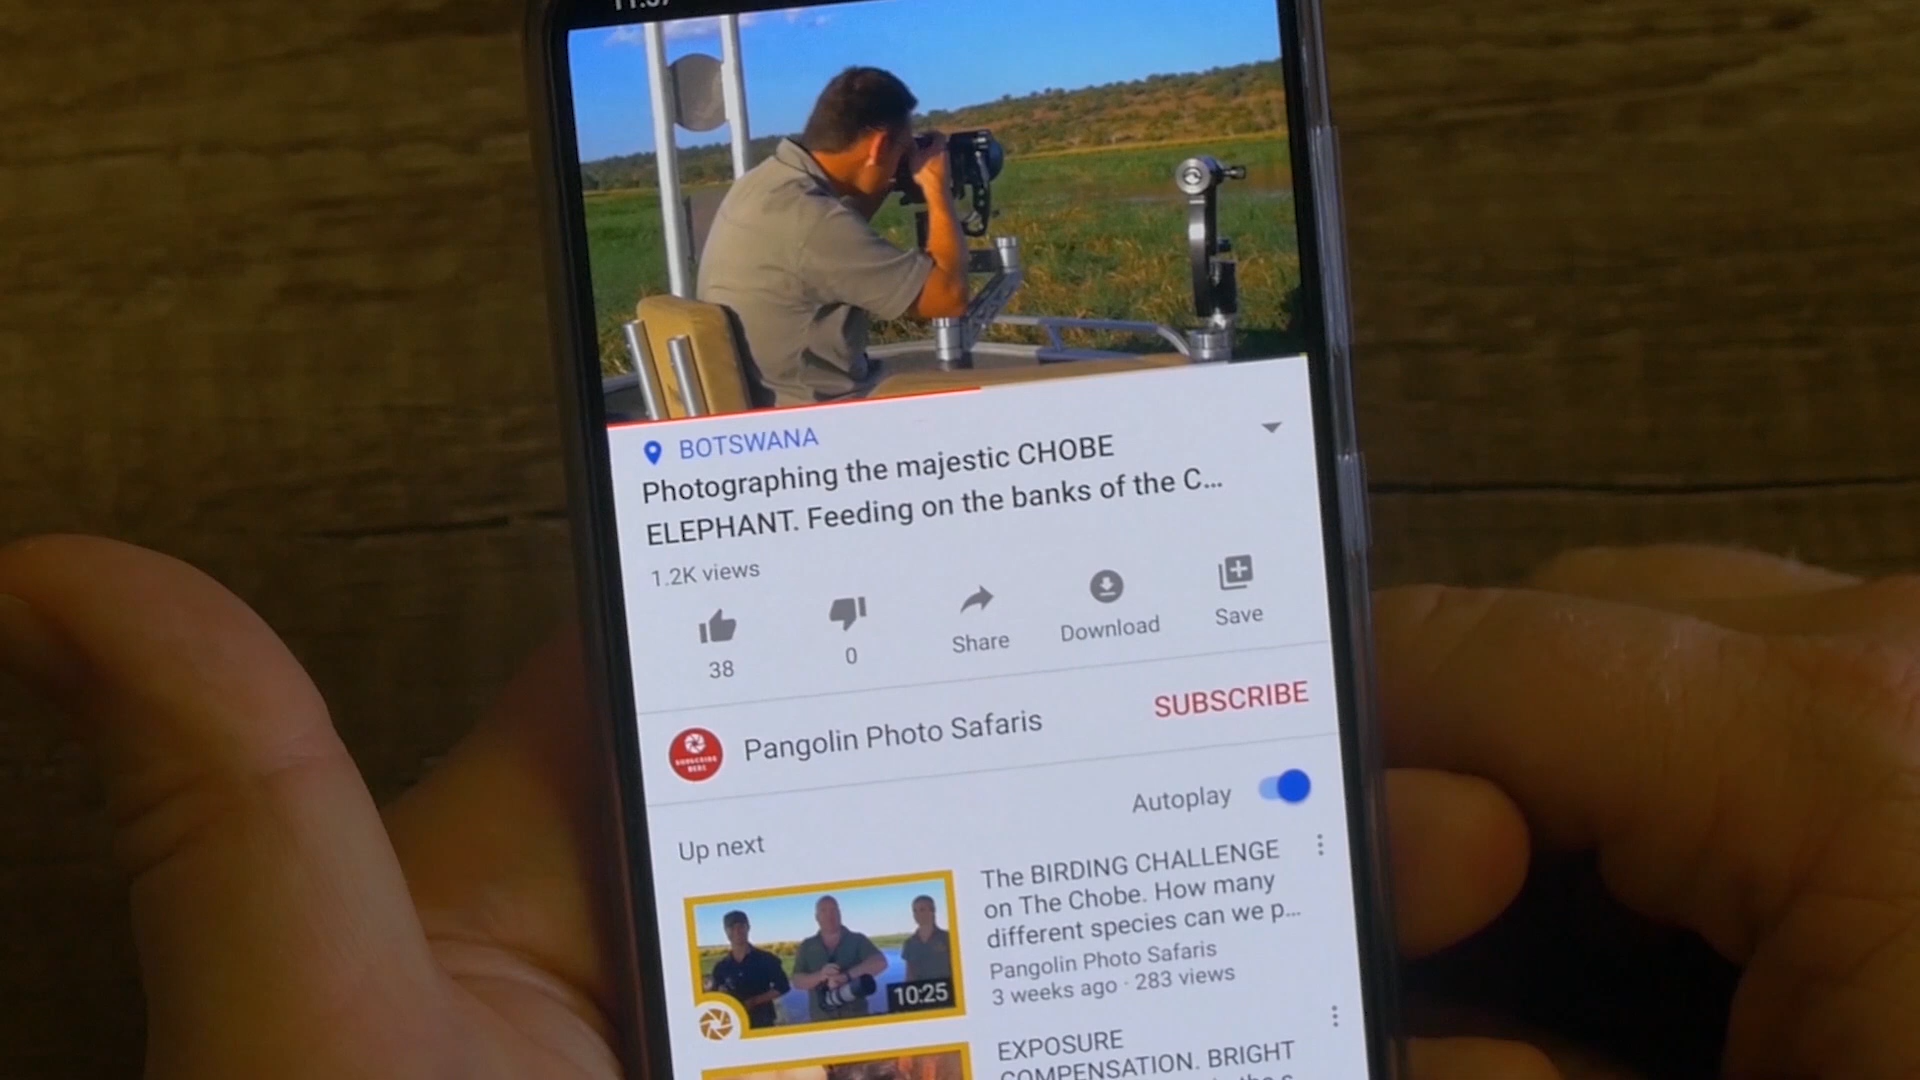 BOTSWANA
Photographing the majestic CHOBE
ELEPHANT. Feeding on the banks of the C...
1.2K views
38
0
Share
Download
Save
SUBSCRIBE
HERE
Pangolin Photo Safaris
SUBSCRIBE
Autoplay
Up next
10:25
The BIRDING CHALLENGE
on The Chobe. How many
different species can we p...
Pangolin Photo Safaris
3 weeks ago · 283 views
EXPOSURE
COMPENSATION. BRIGHT